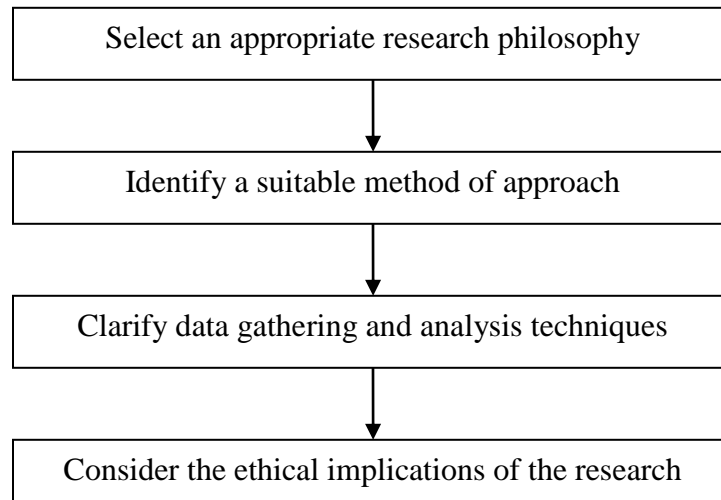 Select an appropriate research philosophy
Identify a suitable method of approach
Clarify data gathering and analysis techniques
Consider the ethical implications of the research